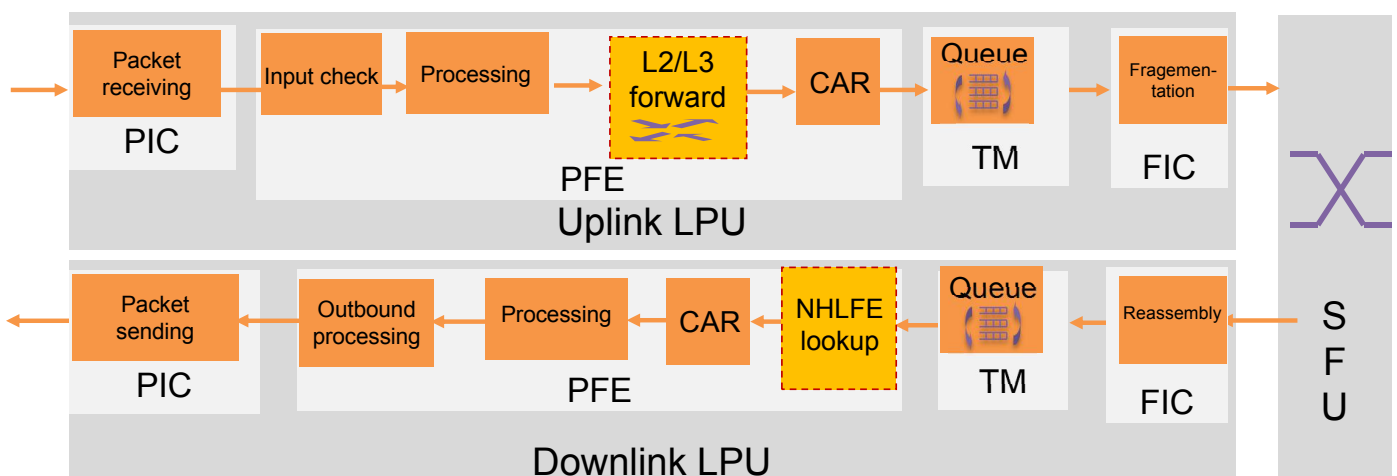 Packet
receiving
PIC
Input check
Processing
L2/L3
forward
CAR
PFE
Queue
TM
Fragemen-
tation
FIC
Uplink LPU
Packet
sending
PIC
Outbound
processing
Processing
CAR
NHLFE
lookup
PFE
Queue
TM
Reassembly
FIC
Downlink LPU
S
F
U